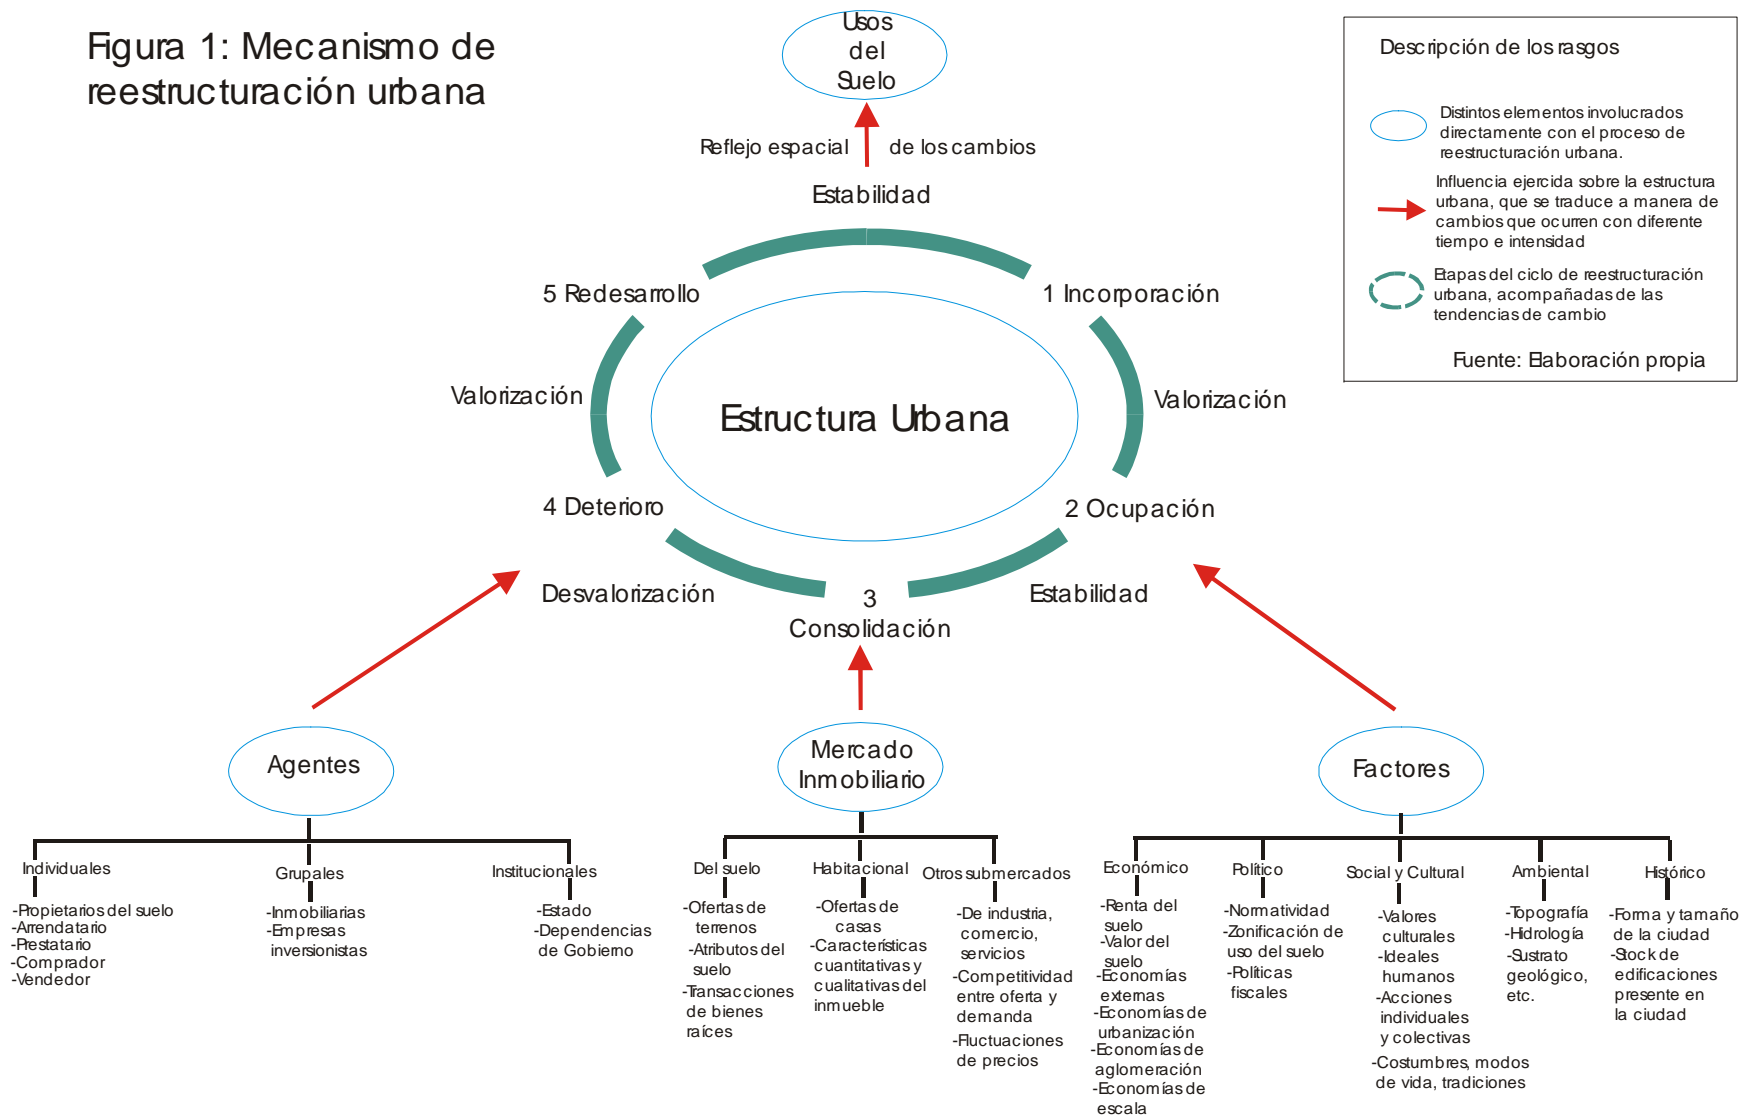 Figura 1: Mecanismo de
reestructuración urbana
Usos
del
Suelo
Reflejo espacial de los cambios
Estabilidad
5 Redesarrollo
1 Incorporación
Valorización
Valorización
Estructura Urbana
4 Deterioro
2 Ocupación
Desvalorización
Estabilidad
3
Consolidación
Descripción de los rasgos
Distintos elementos involucrados
directamente con el proceso de
reestructuración urbana.
Influencia ejercida sobre la estructura
urbana, que se traduce a manera de
cambios que ocurren con diferente
tiempo e intensidad
Etapas del ciclo de reestructuración
urbana, acompañadas de las
tendencias de cambio
Fuente: Elaboración propia
Agentes
Individuales
-Propietarios del suelo
-Arrendatario
-Prestatario
-Comprador
-Vendedor
Grupales
-Inmobiliarias
-Empresas
inversionistas
Institucionales
-Estado
-Dependencias
de Gobierno
Mercado
Inmobiliario
Del suelo
-Ofertas de
terrenos
-Atributos del
suelo
-Transacciones
de bienes
raíces
Habitacional
-Ofertas de
casas
-Características
cuantitativas y
cualitativas del
inmueble
Otros submercados
-De industria,
comercio,
servicios
-Competitividad
entre oferta y
demanda
-Fluctuaciones
de precios
Factores
Económico
-Renta del
suelo
-Valor del
suelo
-Economías
externas
-Economías de
urbanización
-Economías de
aglomeración
-Economías de
escala
Político
-Normatividad
-Zonificación de
uso del suelo
-Políticas
fiscales
Social y Cultural
-Valores
culturales
-Ideales
humanos
-Acciones
individuales
y colectivas
-Costumbres, modos
de vida, tradiciones
Ambiental
-Topografía
-Hidrología
-Sustrato
geológico,
etc.
Histórico
-Forma y tamaño
de la ciudad
-Stock de
edificaciones
presente en
la ciudad